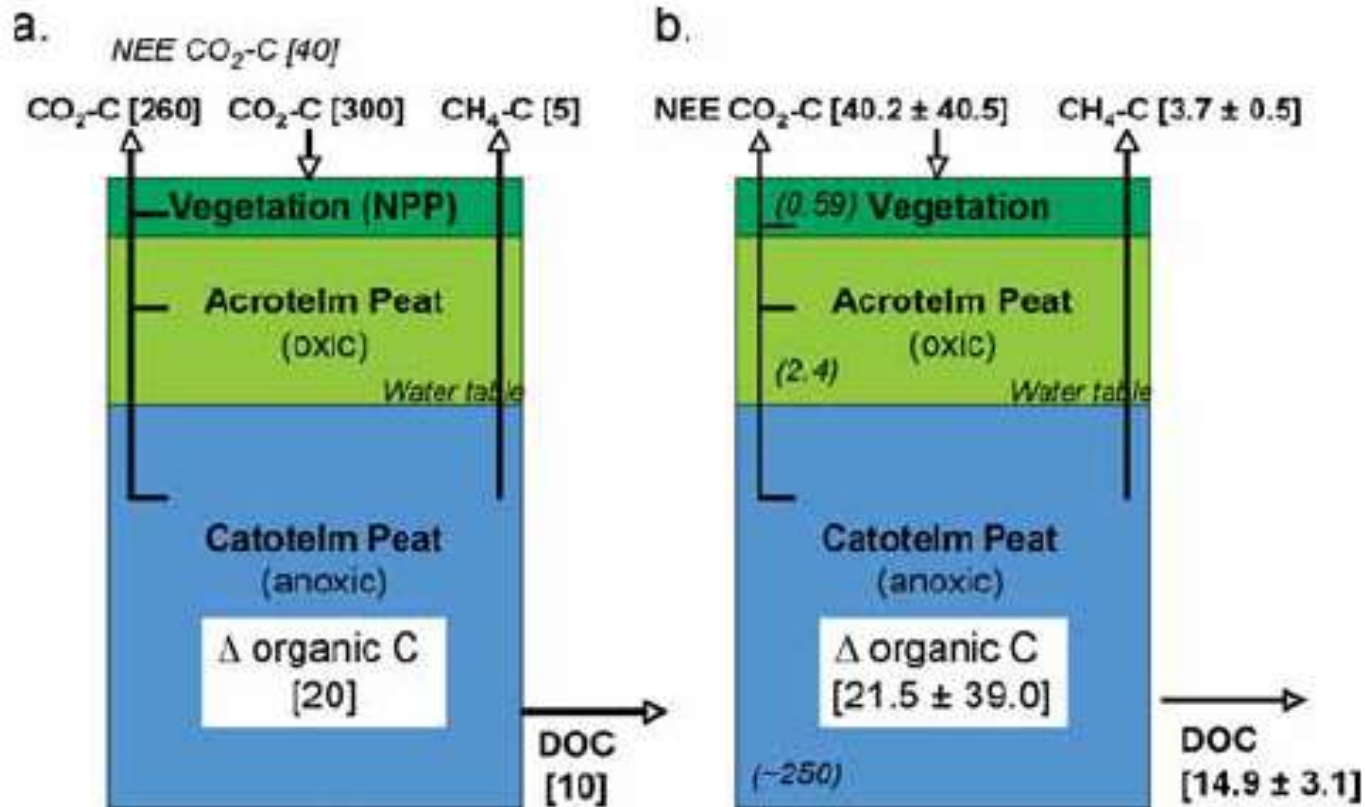 a.
NEE CO₂-C [40]
CO₂-C [260] CO₂-C [300] CH₄-C [5]
Vegetation (NPP)
Acrotelm Peat
(oxic)
Water table
Catotelm Peat
(anoxic)
Δ organic C
[20]
DOC
[10]
b.
NEE CO₂-C [40.2 ± 40.5] CH₄-C [3.7 ± 0.5]
(0.59) Vegetation
Acrotelm Peat
(oxic)
(2.4)
Water table
Catotelm Peat
(anoxic)
Δ organic C
[21.5 ± 39.0]
(~250)
DOC
[14.9 ± 3.1]